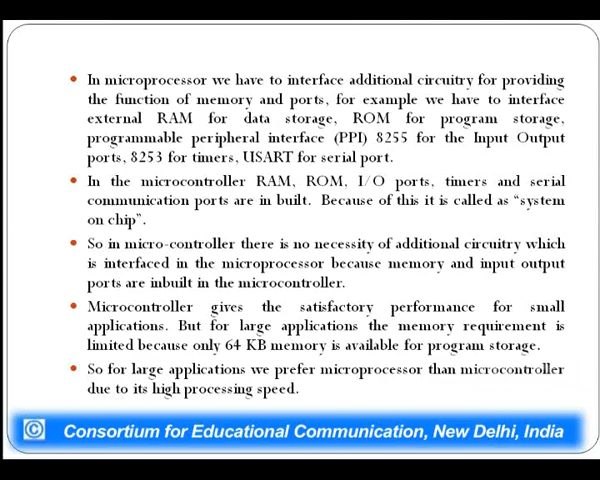 In microprocessor we have to interface additional circuitry for providing
the function of memory and ports, for example we have to interface
external RAM for data storage, ROM for program storage,
programmable peripheral interface (PPI) 8255 for the Input Output
ports, 8253 for timers, USART for serial port.
In the microcontroller RAM, ROM, I/O ports, timers and serial
communication ports are in built. Because of this it is called as “system
on chip”.
So in micro-controller there is no necessity of additional circuitry which
is interfaced in the microprocessor because memory and input output
ports are inbuilt in the microcontroller.
Microcontroller gives the satisfactory performance for small
applications. But for large applications the memory requirement is
limited because only 64 KB memory is available for program storage.
So for large applications we prefer microprocessor than microcontroller
due to its high processing speed.
© Consortium for Educational Communication, New Delhi, India